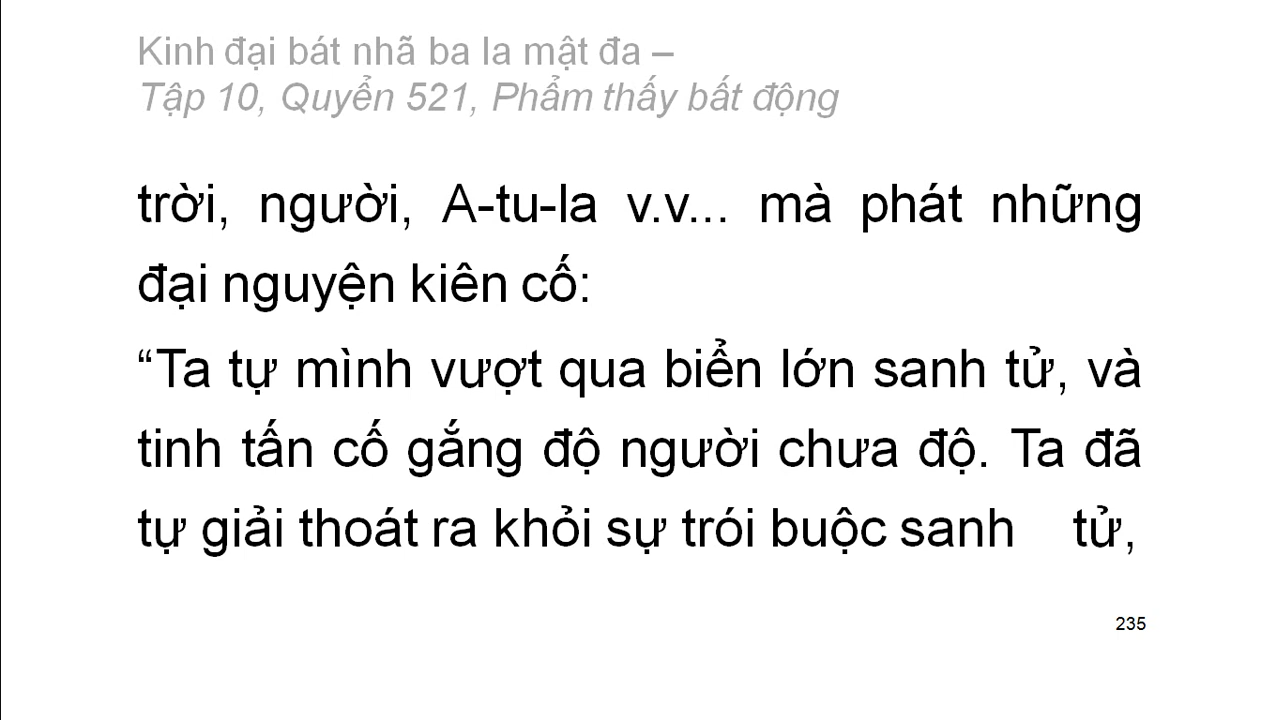 Kinh đại bát nhã ba la mật đa –
Tập 10, Quyển 521, Phẩm thấy bất động
trời, người, A-tu-la v.v... mà phát những
đại nguyện kiên cố:
“Ta tự mình vượt qua biển lớn sanh tử, và
tinh tấn cố gắng độ người chưa độ. Ta đã
tự giải thoát ra khỏi sự trói buộc sanh tử,
235